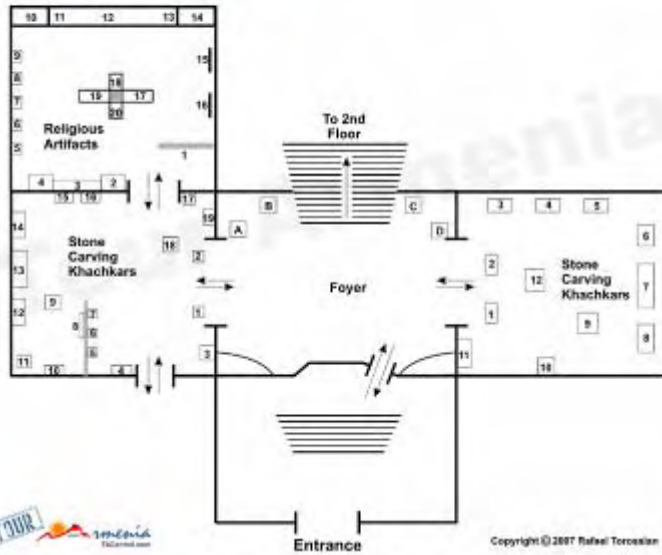 10 11 12 13 14
9
15
8
18
7 19 17 16
20
6
Religious
Artifacts
5
1
4 3 2
15 16
17
To 2nd
Floor
B C
A D
3 4 5
19
14
Stone
Carving
Khachkars
18
2
13
Foyer
2
12
Stone
Carving
Khachkars
6
7
9
12
8 7
6
5
1
1
9
8
11 10 4
3
11
10
TOUR
rmenia
Entrance
Copyright © 2007 Rafael Torossian